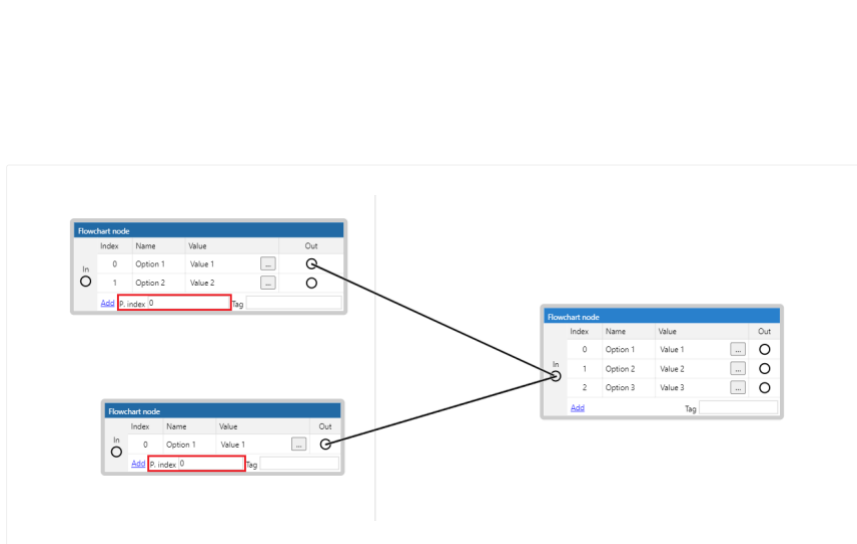 Flowchart node
Index Name Value Out
In
0 Option 1 Value 1 ...
1 Option 2 Value 2 ...
Add P. index 0 Tag
Flowchart node
Index Name Value Out
In
0 Option 1 Value 1 ...
1 Option 2 Value 2 ...
2 Option 3 Value 3 ...
Add Tag
Flowchart node
Index Name Value Out
In
0 Option 1 Value 1 ...
Add P. index 0 Tag